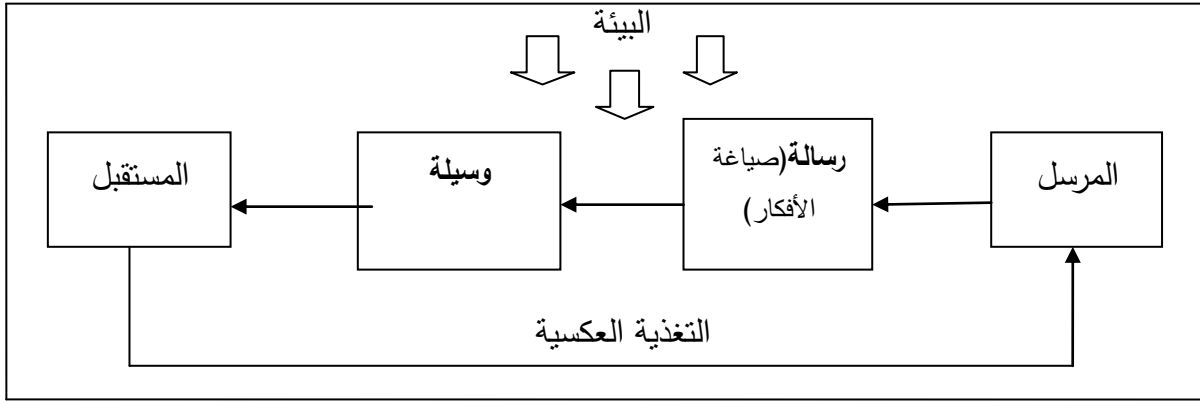 البيئة
المرسل
رسالة(صياغة
الأفكار)
وسيلة
المستقبل
التغذية العكسية